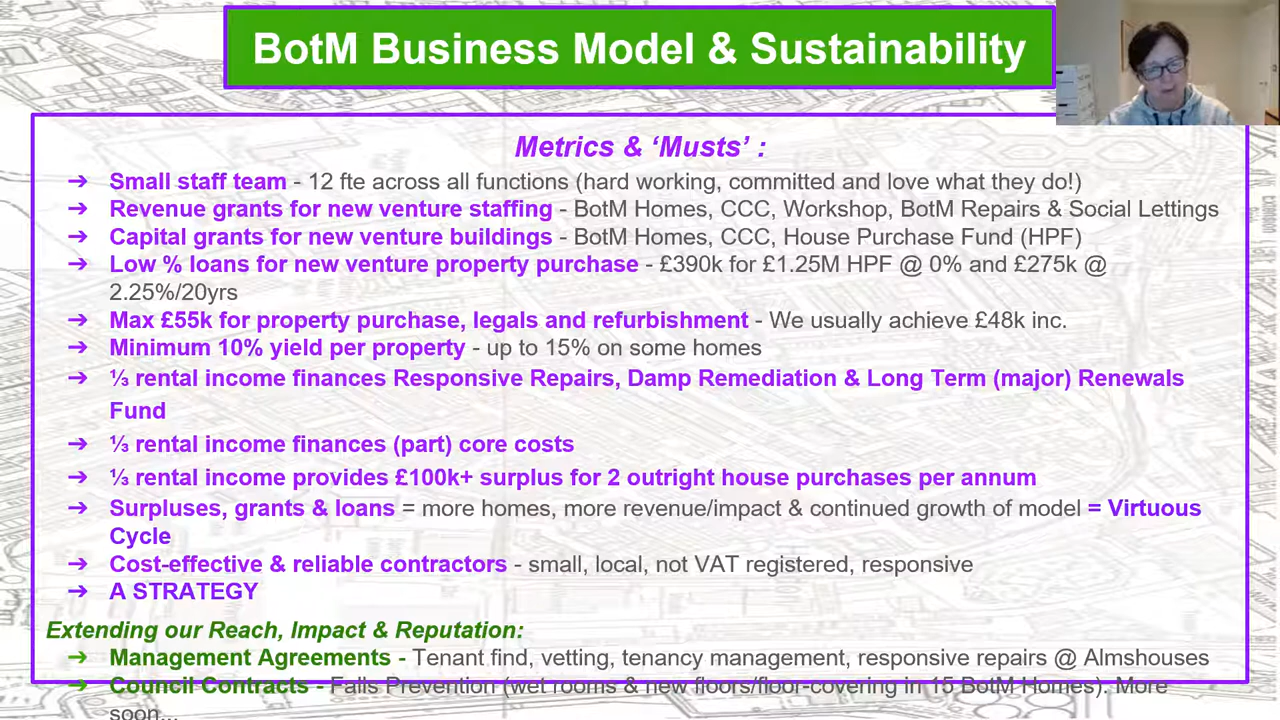 BotM Business Model & Sustainability
Metrics & ‘Musts’ :
➔ Small staff team - 12 fte across all functions (hard working, committed and love what they do!)
➔ Revenue grants for new venture staffing - BotM Homes, CCC, Workshop, BotM Repairs & Social Lettings
➔ Capital grants for new venture buildings - BotM Homes, CCC, House Purchase Fund (HPF)
➔ Low % loans for new venture property purchase - £390k for £1.25M HPF @ 0% and £275k @
2.25%/20yrs
➔ Max £55k for property purchase, legals and refurbishment - We usually achieve £48k inc.
➔ Minimum 10% yield per property - up to 15% on some homes
➔ ⅓ rental income finances Responsive Repairs, Damp Remediation & Long Term (major) Renewals
Fund
➔ ⅓ rental income finances (part) core costs
➔ ⅓ rental income provides £100k+ surplus for 2 outright house purchases per annum
➔ Surpluses, grants & loans = more homes, more revenue/impact & continued growth of model = Virtuous
Cycle
➔ Cost-effective & reliable contractors - small, local, not VAT registered, responsive
➔ A STRATEGY
Extending our Reach, Impact & Reputation:
➔ Management Agreements - Tenant find, vetting, tenancy management, responsive repairs @ Almshouses
➔ Council Contracts - Falls Prevention (wet rooms & new floors/floor-covering in 15 BotM Homes). More
soon...